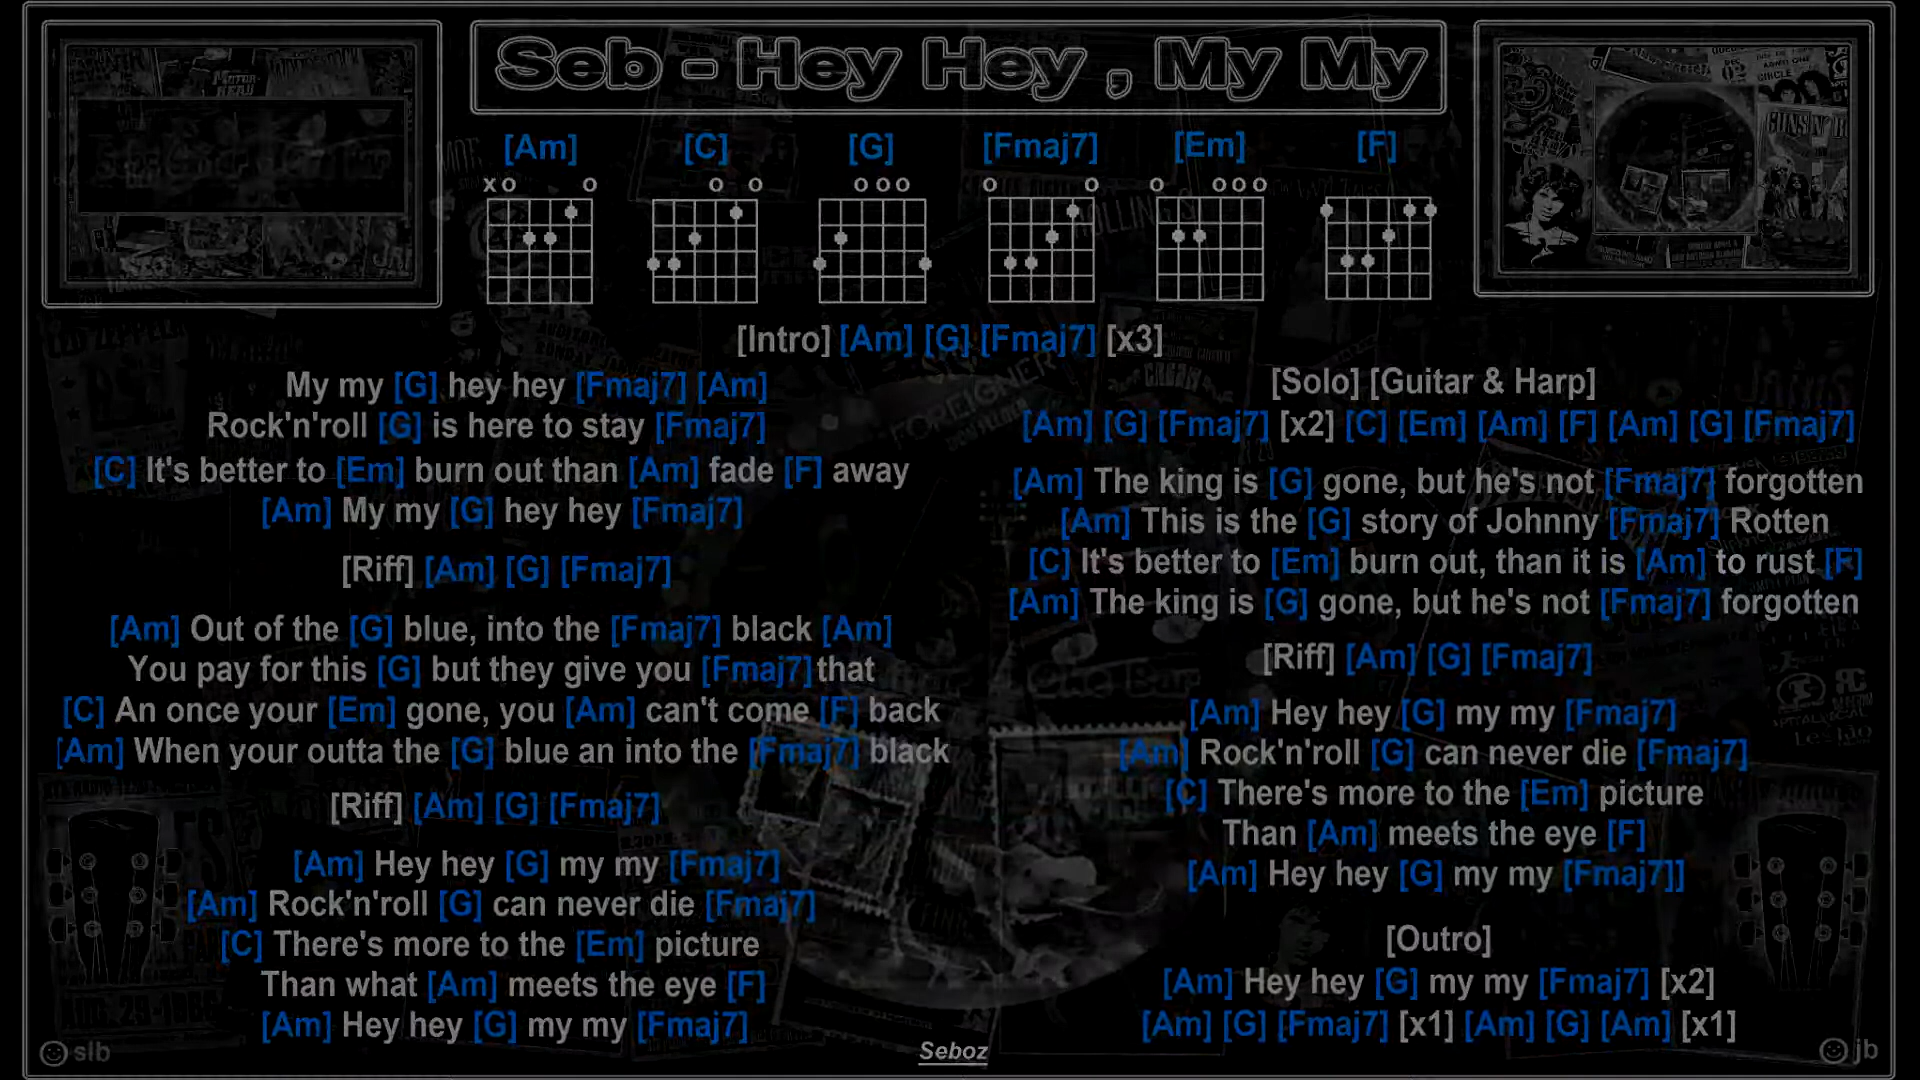 Seb - Hey Hey , My My
[Am] [C] [G] [Fmaj7] [Em] [F]
xo o o o ooo o o o ooo
[Intro] [Am] [G] [Fmaj7] [x3]
My my [G] hey hey [Fmaj7] [Am]
Rock'n'roll [G] is here to stay [Fmaj7]
[C] It's better to [Em] burn out than [Am] fade [F] away
[Am] My my [G] hey hey [Fmaj7]
[Riff] [Am] [G] [Fmaj7]
[Am] Out of the [G] blue, into the [Fmaj7] black [Am]
You pay for this [G] but they give you [Fmaj7] that
[C] An once your [Em] gone, you [Am] can't come [F] back
[Am] When your outta the [G] blue an into the [Fmaj7] black
[Riff] [Am] [G] [Fmaj7]
[Am] Hey hey [G] my my [Fmaj7]
[Am] Rock'n'roll [G] can never die [Fmaj7]
[C] There's more to the [Em] picture
Than what [Am] meets the eye [F]
[Am] Hey hey [G] my my [Fmaj7]
[Solo] [Guitar & Harp]
[Am] [G] [Fmaj7] [x2] [C] [Em] [Am] [F] [Am] [G] [Fmaj7]
[Am] The king is [G] gone, but he's not [Fmaj7] forgotten
[Am] This is the [G] story of Johnny [Fmaj7] Rotten
[C] It's better to [Em] burn out, than it is [Am] to rust [F]
[Am] The king is [G] gone, but he's not [Fmaj7] forgotten
[Riff] [Am] [G] [Fmaj7]
[Am] Hey hey [G] my my [Fmaj7]
[Am] Rock'n'roll [G] can never die [Fmaj7]
[C] There's more to the [Em] picture
Than [Am] meets the eye [F]
[Am] Hey hey [G] my my [Fmaj7]]
[Outro]
[Am] Hey hey [G] my my [Fmaj7] [x2]
[Am] [G] [Fmaj7] [x1] [Am] [G] [Am] [x1]
slb
Seboz
jb
FOREIGNER
GUNS N'